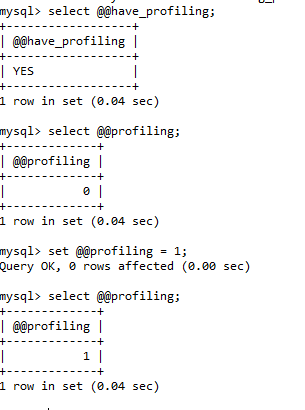 mysql> select @@have_profiling;
+------------------+
| @@have_profiling |
+------------------+
| YES              |
+------------------+
1 row in set (0.04 sec)
mysql> select @@profiling;
+-------------+
| @@profiling |
+-------------+
|           0 |
+-------------+
1 row in set (0.04 sec)
mysql> set @@profiling = 1;
Query OK, 0 rows affected (0.00 sec)
mysql> select @@profiling;
+-------------+
| @@profiling |
+-------------+
|           1 |
+-------------+
1 row in set (0.04 sec)